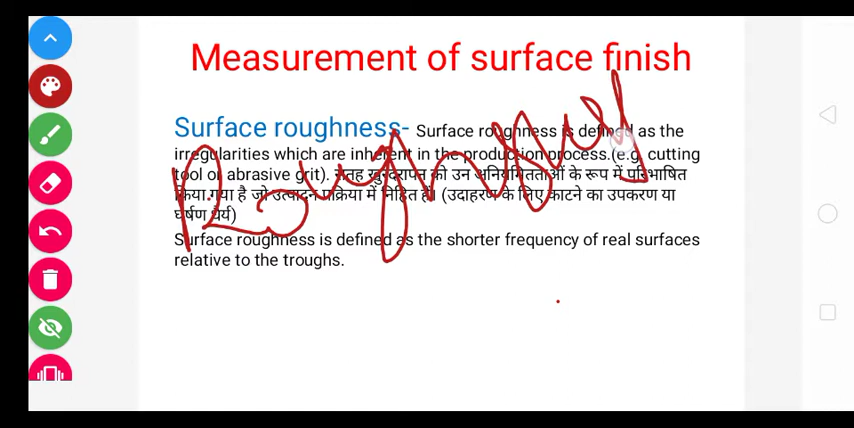 Measurement of surface finish
Surface roughness- Surface roughness is defined as the
irregularities which are inherent in the production process.(e.g. cutting
tool or abrasive grit). सतह खुरदरापन को उन अनियमितताओं के रूप में परिभाषित
किया गया है जो उत्पादन प्रक्रिया में निहित हैं। (उदाहरण के लिए काटने का उपकरण या
घर्षण धैर्य)
Surface roughness is defined as the shorter frequency of real surfaces
relative to the troughs.